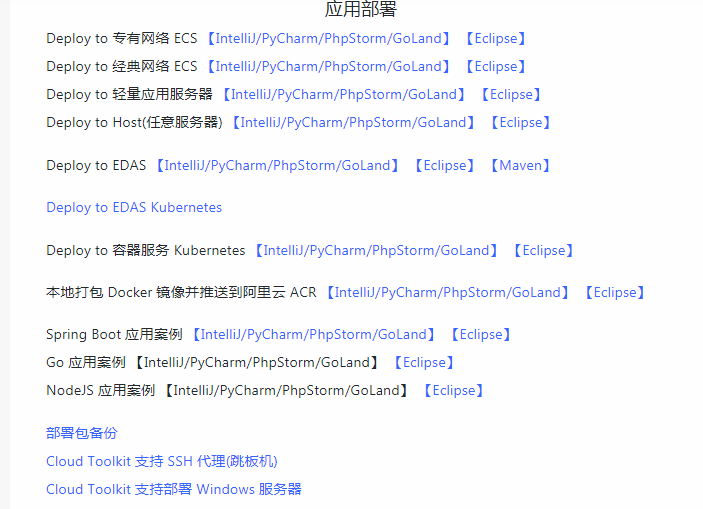 应用部署
Deploy to 专有网络 ECS 【IntelliJ/PyCharm/PhpStorm/GoLand】 【Eclipse】
Deploy to 经典网络 ECS 【IntelliJ/PyCharm/PhpStorm/GoLand】 【Eclipse】
Deploy to 轻量应用服务器 【IntelliJ/PyCharm/PhpStorm/GoLand】 【Eclipse】
Deploy to Host(任意服务器) 【IntelliJ/PyCharm/PhpStorm/GoLand】 【Eclipse】
Deploy to EDAS 【IntelliJ/PyCharm/PhpStorm/GoLand】 【Eclipse】 【Maven】
Deploy to EDAS Kubernetes
Deploy to 容器服务 Kubernetes 【IntelliJ/PyCharm/PhpStorm/GoLand】 【Eclipse】
本地打包 Docker 镜像并推送到阿里云 ACR 【IntelliJ/PyCharm/PhpStorm/GoLand】 【Eclipse】
Spring Boot 应用案例 【IntelliJ/PyCharm/PhpStorm/GoLand】 【Eclipse】
Go 应用案例 【IntelliJ/PyCharm/PhpStorm/GoLand】 【Eclipse】
NodeJS 应用案例 【IntelliJ/PyCharm/PhpStorm/GoLand】 【Eclipse】
部署包备份
Cloud Toolkit 支持 SSH 代理(跳板机)
Cloud Toolkit 支持部署 Windows 服务器